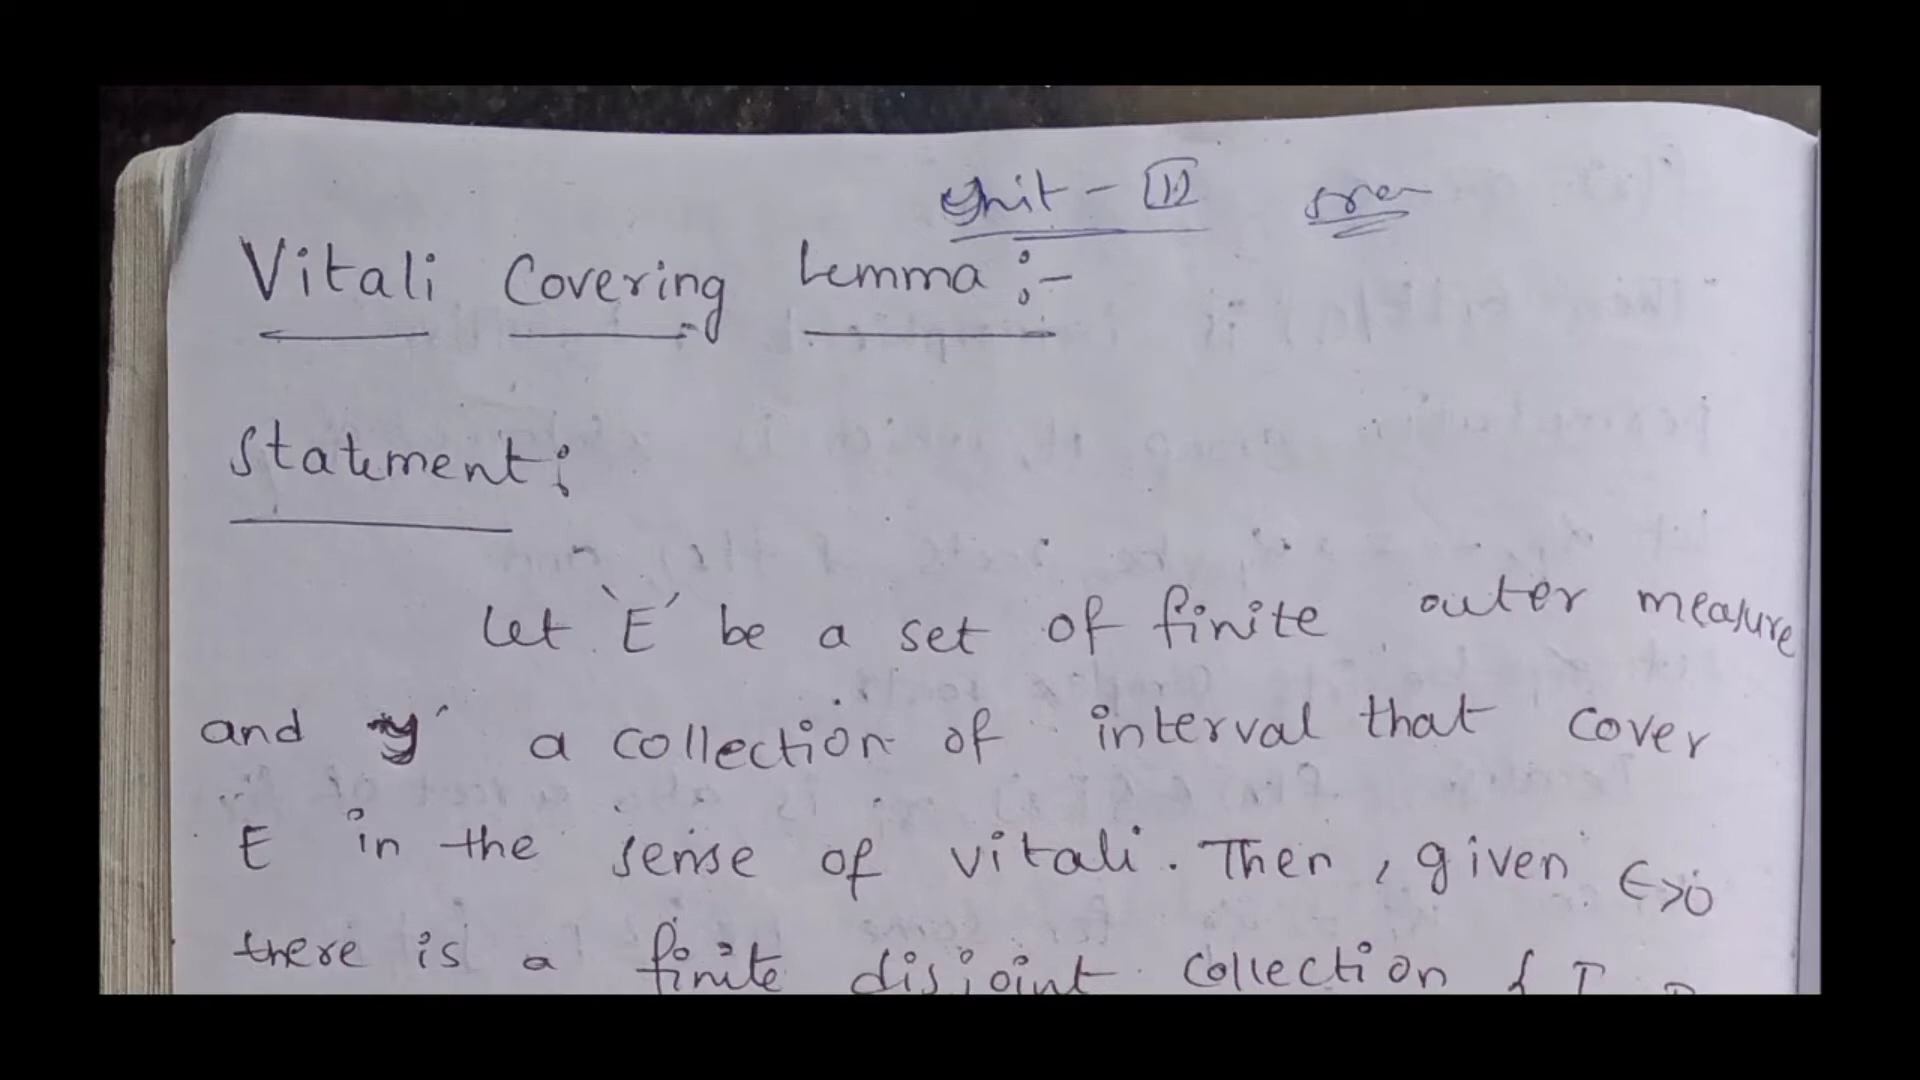 Unit - III
Vitali Covering Lemma :-
Statement:
Let 'E' be a set of finite outer measure
and y' a collection of interval that cover
E in the sense of vitali. Then, given ϵ>0
there is a finite disjoint collection { I